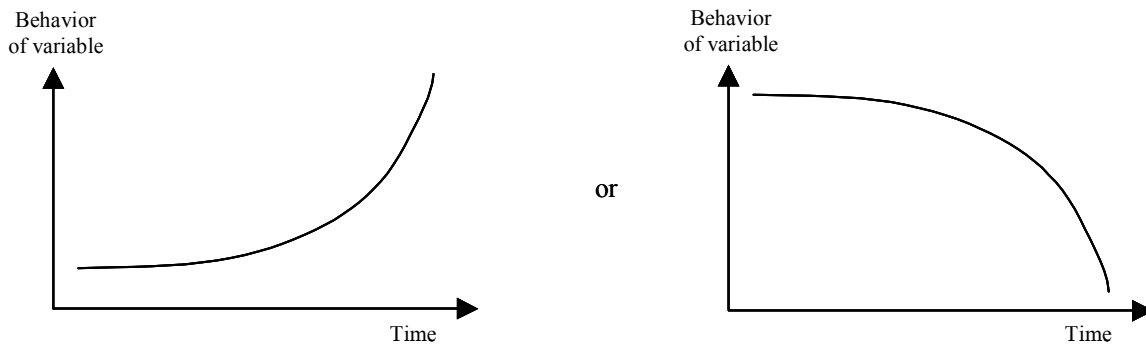 Behavior
of variable
Time
or
Behavior
of variable
Time